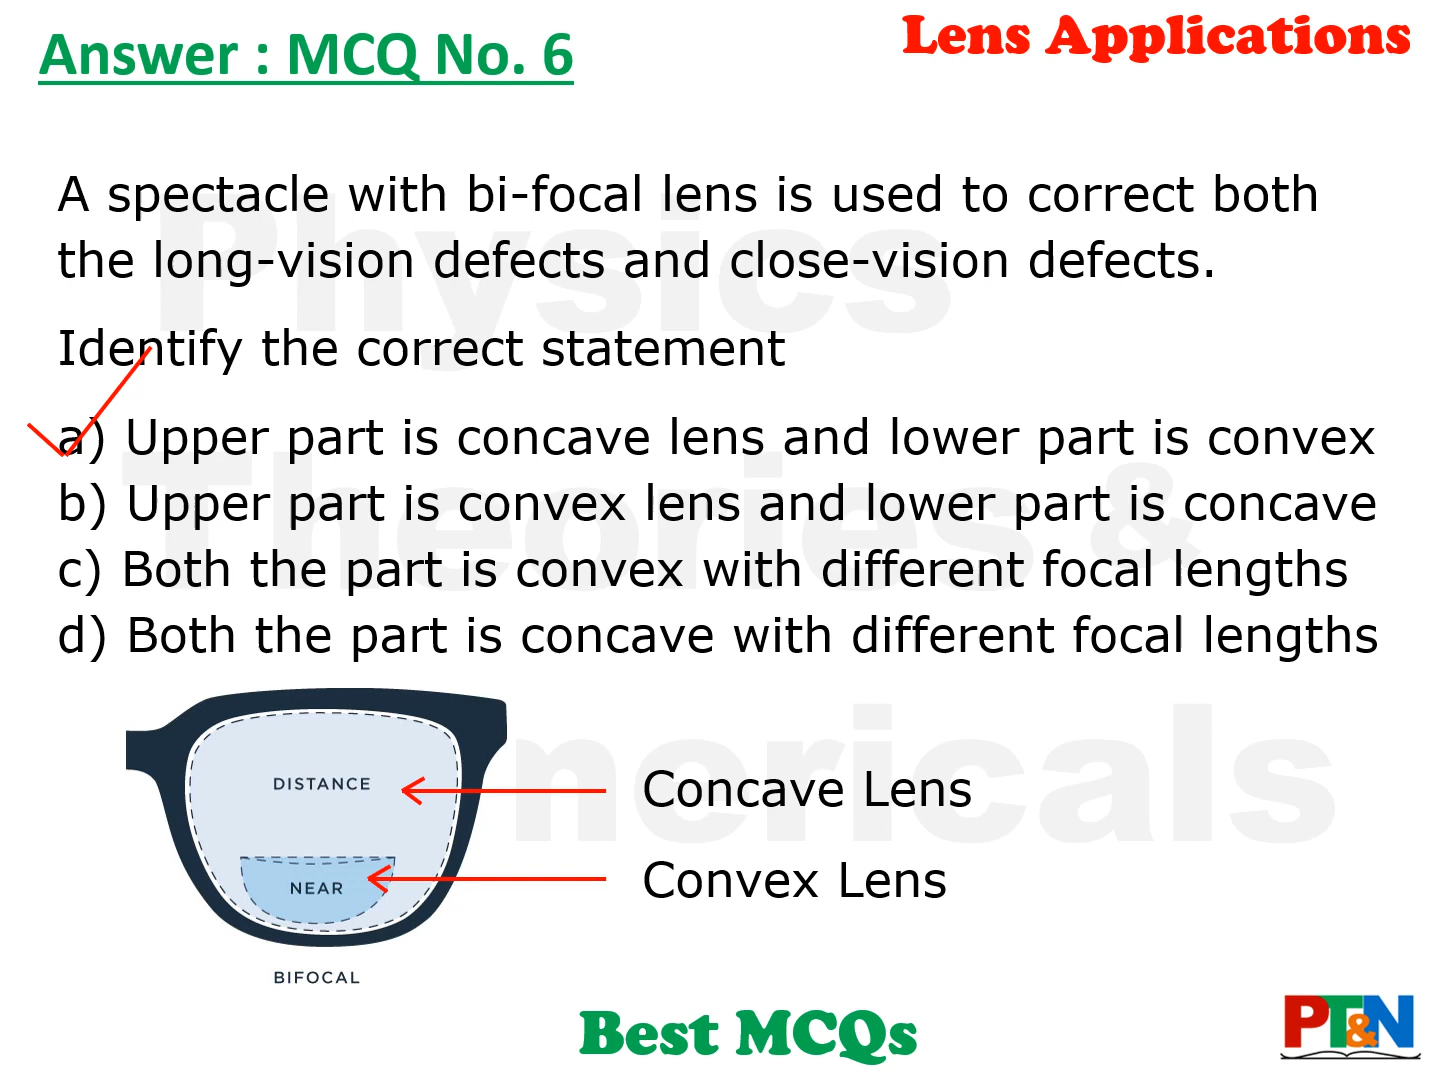 Answer : MCQ No. 6
Lens Applications
A spectacle with bi-focal lens is used to correct both
the long-vision defects and close-vision defects.
Identify the correct statement
a) Upper part is concave lens and lower part is convex
b) Upper part is convex lens and lower part is concave
c) Both the part is convex with different focal lengths
d) Both the part is concave with different focal lengths
DISTANCE
Concave Lens
NEAR
Convex Lens
BIFOCAL
Best MCQs
PT&N
Physics
Theories &
mericals